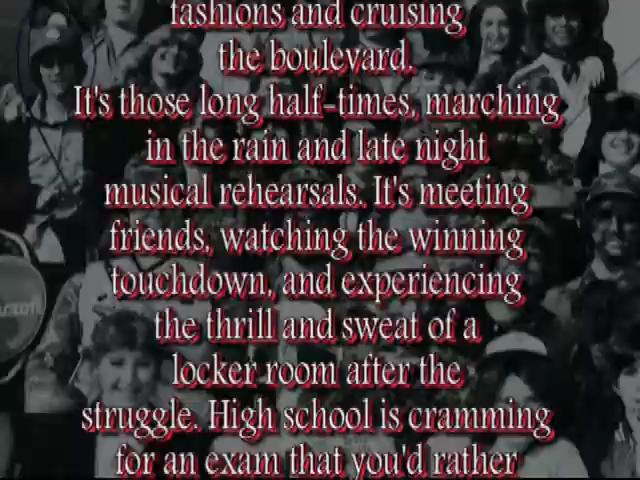 fashions and cruising
the boulevard.
It's those long half-times, marching
in the rain and late night
musical rehearsals. It's meeting
friends, watching the winning
touchdown, and experiencing
the thrill and sweat of a
locker room after the
struggle. High school is cramming
for an exam that you'd rather